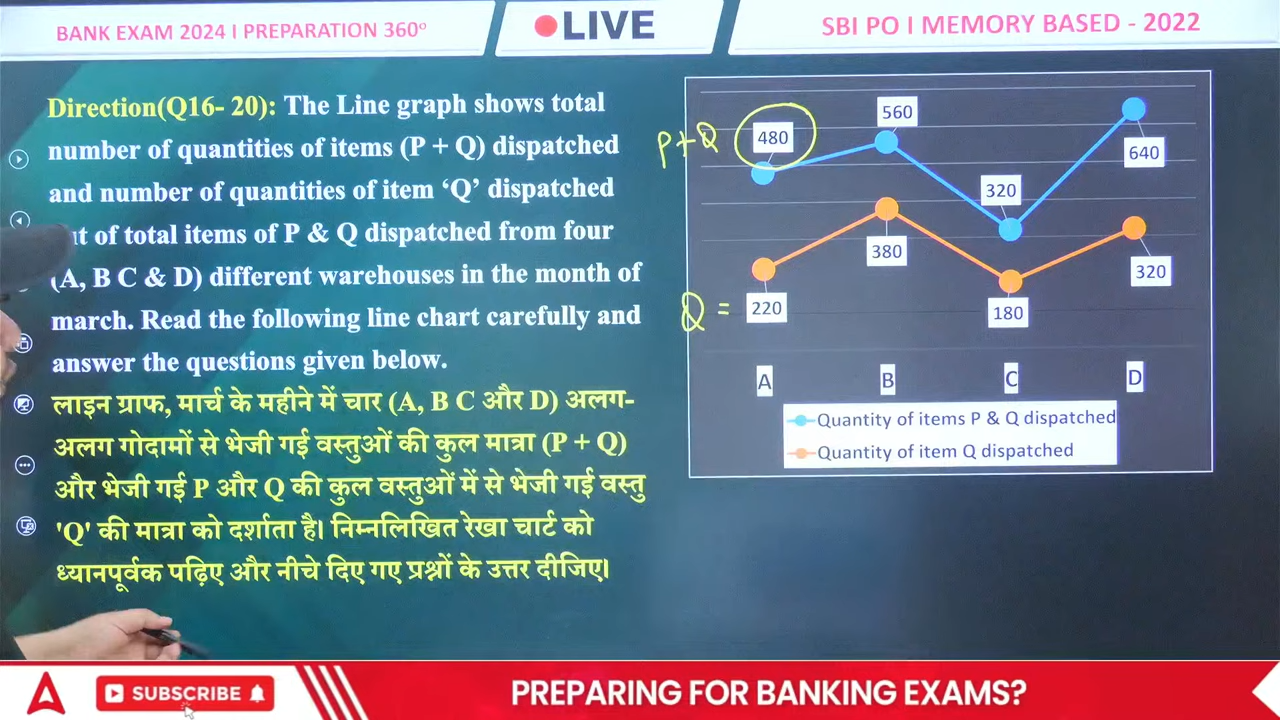 BANK EXAM 2024 I PREPARATION 360°
LIVE
SBI PO I MEMORY BASED - 2022
Direction(Q16- 20): The Line graph shows total
number of quantities of items (P + Q) dispatched
and number of quantities of item ‘Q’ dispatched
of total items of P & Q dispatched from four
(A, B C & D) different warehouses in the month of
march. Read the following line chart carefully and
answer the questions given below.
लाइन ग्राफ, मार्च के महीने में चार (A, B C और D) अलग-
अलग गोदामों से भेजी गई वस्तुओं की कुल मात्रा (P + Q)
और भेजी गई P और Q की कुल वस्तुओं में से भेजी गई वस्तु
'Q' की मात्रा को दर्शाता है। निम्नलिखित रेखा चार्ट को
ध्यानपूर्वक पढ़िए और नीचे दिए गए प्रश्नों के उत्तर दीजिए।
P+Q
480
560
320
640
Q =
220
380
180
320
A
B
C
D
Quantity of items P & Q dispatched
Quantity of item Q dispatched
SUBSCRIBE
PREPARING FOR BANKING EXAMS?